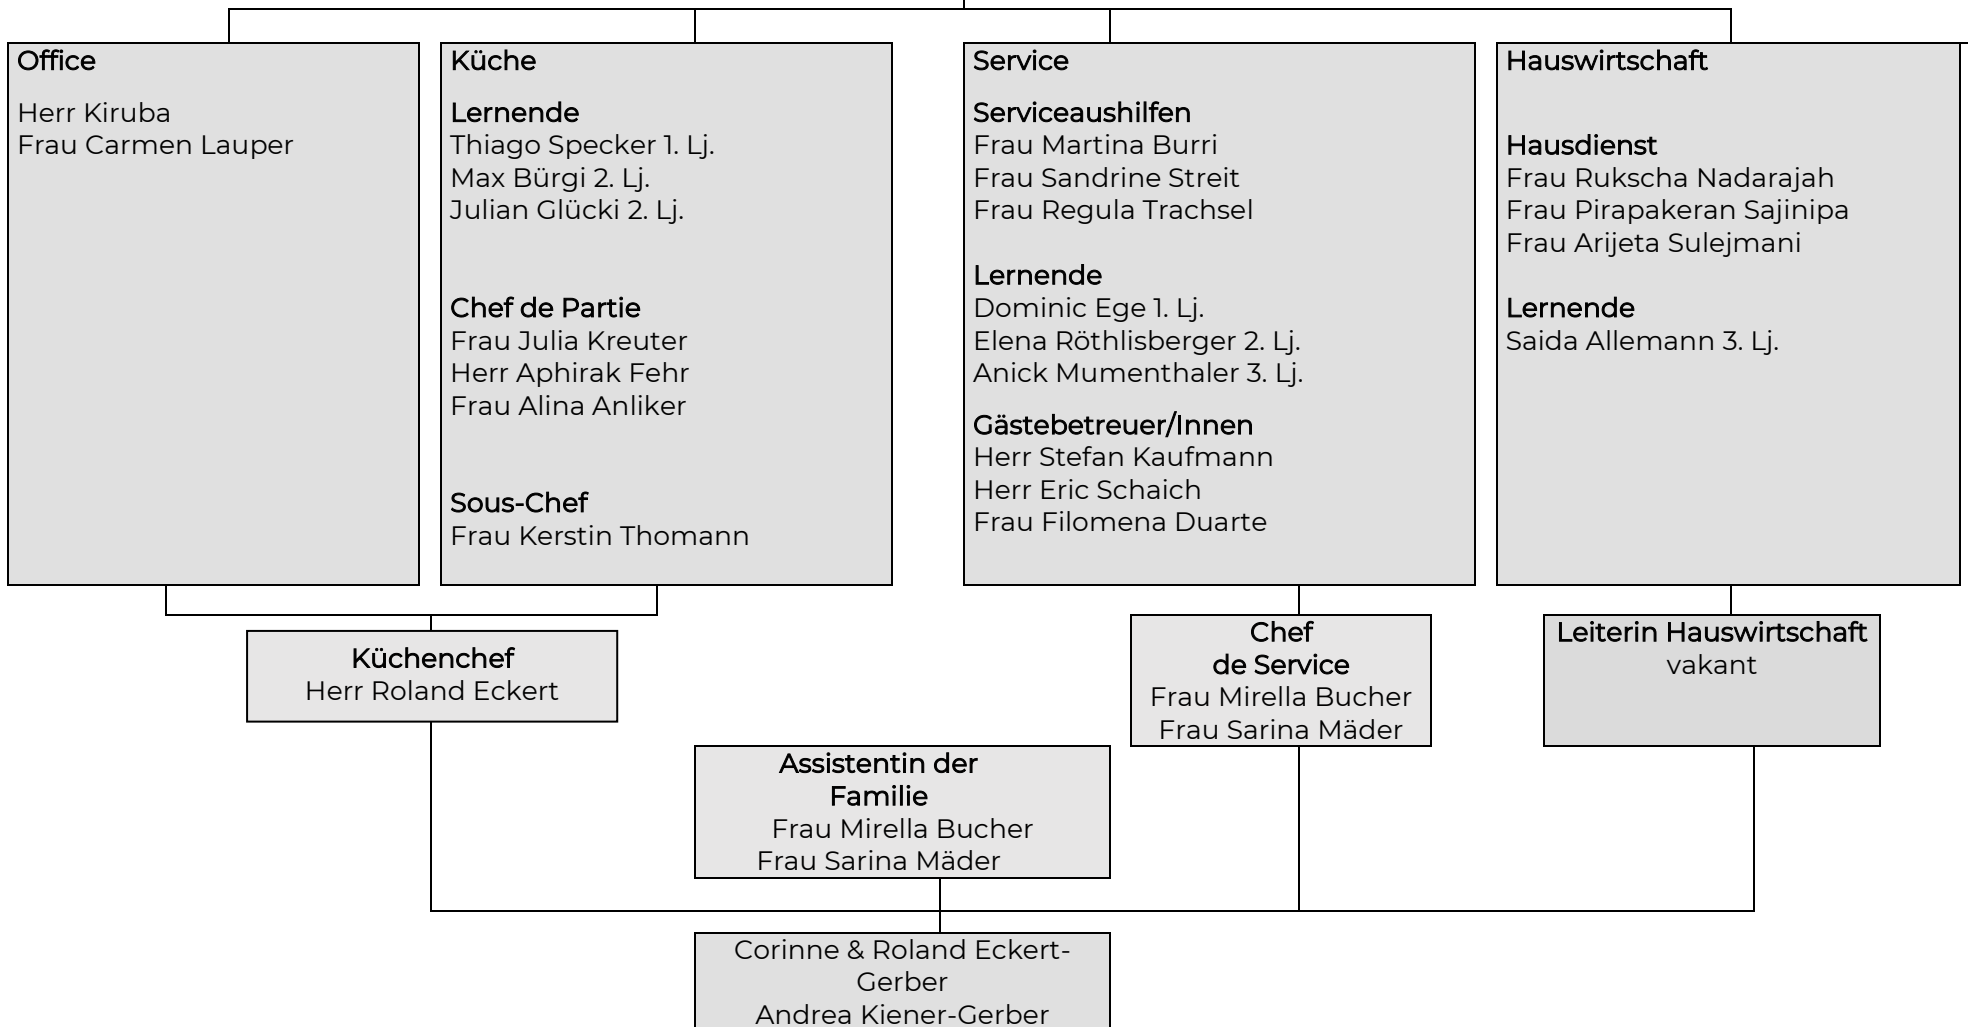 Office
Herr Kiruba
Frau Carmen Lauper
Küche
Lernende
Thiago Specker 1. Lj.
Max Bürgi 2. Lj.
Julian Glücki 2. Lj.
Chef de Partie
Frau Julia Kreuter
Herr Aphirak Fehr
Frau Alina Anliker
Sous-Chef
Frau Kerstin Thomann
Service
Serviceaushilfen
Frau Martina Burri
Frau Sandrine Streit
Frau Regula Trachsel
Lernende
Dominic Ege 1. Lj.
Elena Röthlisberger 2. Lj.
Anick Mumenthaler 3. Lj.
Gästebetreuer/Innen
Herr Stefan Kaufmann
Herr Eric Schaich
Frau Filomena Duarte
Hauswirtschaft
Hausdienst
Frau Rukscha Nadarajah
Frau Pirapakeran Sajinipa
Frau Arijeta Sulejmani
Lernende
Saida Allemann 3. Lj.
Küchenchef
Herr Roland Eckert
Chef
de Service
Frau Mirella Bucher
Frau Sarina Mäder
Leiterin Hauswirtschaft
vakant
Assistentin der
Familie
Frau Mirella Bucher
Frau Sarina Mäder
Corinne & Roland Eckert-
Gerber
Andrea Kiener-Gerber